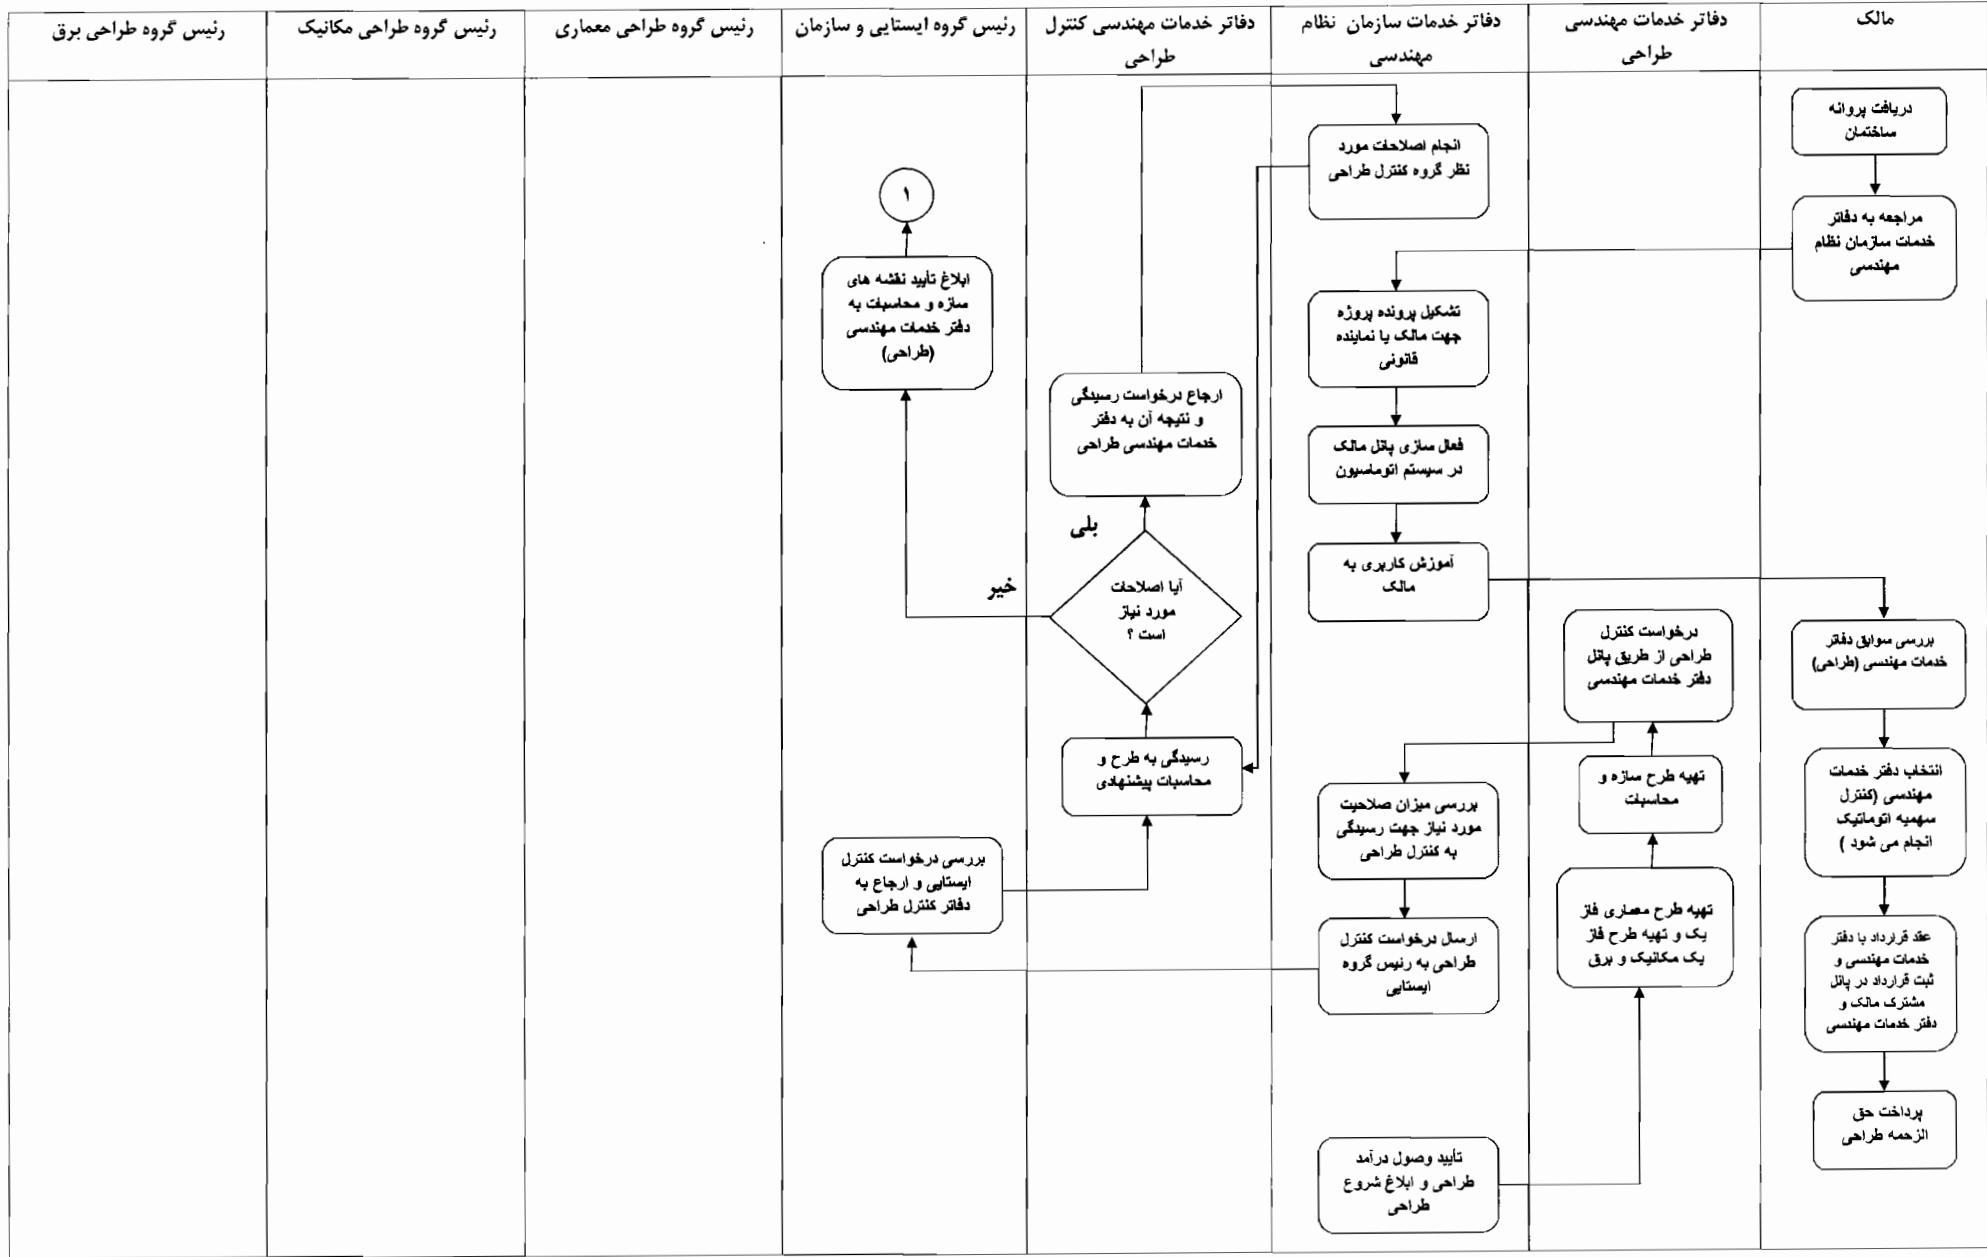 مالک
دفاتر خدمات مهندسی
طراحی
دفاتر خدمات سازمان نظام
مهندسی
دفاتر خدمات مهندسی کنترل
طراحی
رئیس گروه ایستایی و سازمان
رئیس گروه طراحی معماری
رئیس گروه طراحی مکانیک
رئیس گروه طراحی برق
دریافت پروانه
ساختمان
مراجعه به دفاتر
خدمات سازمان نظام
مهندسی
بررسی سوابق دفاتر
خدمات مهندسی (طراحی)
انتخاب دفتر خدمات
مهندسی (کنترل
سهمیه اتوماتیک
انجام می شود )
عقد قرارداد با دفتر
خدمات مهندسی و
ثبت قرارداد در پانل
مشترک مالک و
دفتر خدمات مهندسی
پرداخت حق
الزحمه طراحی
درخواست کنترل
طراحی از طریق پانل
دفتر خدمات مهندسی
تهیه طرح سازه و
محاسبات
تهیه طرح معماری فاز
یک و تهیه طرح فاز
یک مکانیک و برق
انجام اصلاحات مورد
نظر گروه کنترل طراحی
تشکیل پرونده پروژه
جهت مالک یا نماینده
قانونی
فعال سازی پانل مالک
در سیستم اتوماسیون
آموزش کاربری به
مالک
بررسی میزان صلاحیت
مورد نیاز جهت رسیدگی
به کنترل طراحی
ارسال درخواست کنترل
طراحی به رئیس گروه
ایستایی
تأیید وصول درآمد
طراحی و ابلاغ شروع
طراحی
ارجاع درخواست رسیدگی
و نتیجه آن به دفتر
خدمات مهندسی طراحی
بلی
آیا اصلاحات
مورد نیاز
است ؟
خیر
رسیدگی به طرح و
محاسبات پیشنهادی
۱
ابلاغ تأیید نقشه های
سازه و محاسبات به
دفتر خدمات مهندسی
(طراحی)
بررسی درخواست کنترل
ایستایی و ارجاع به
دفاتر کنترل طراحی